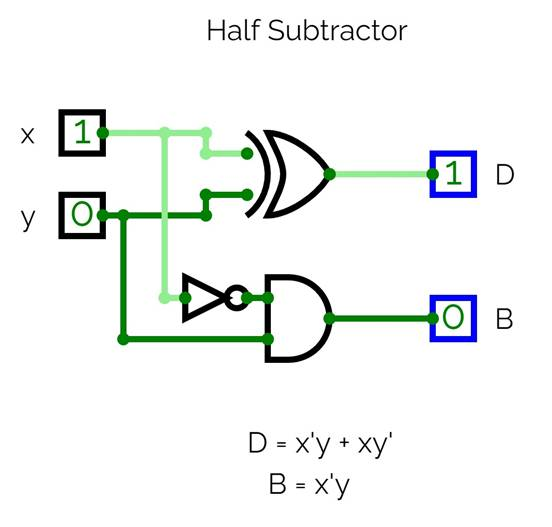 Half Subtractor
x 1
1 D
y 0
0 B
D = x'y + xy'
B = x'y